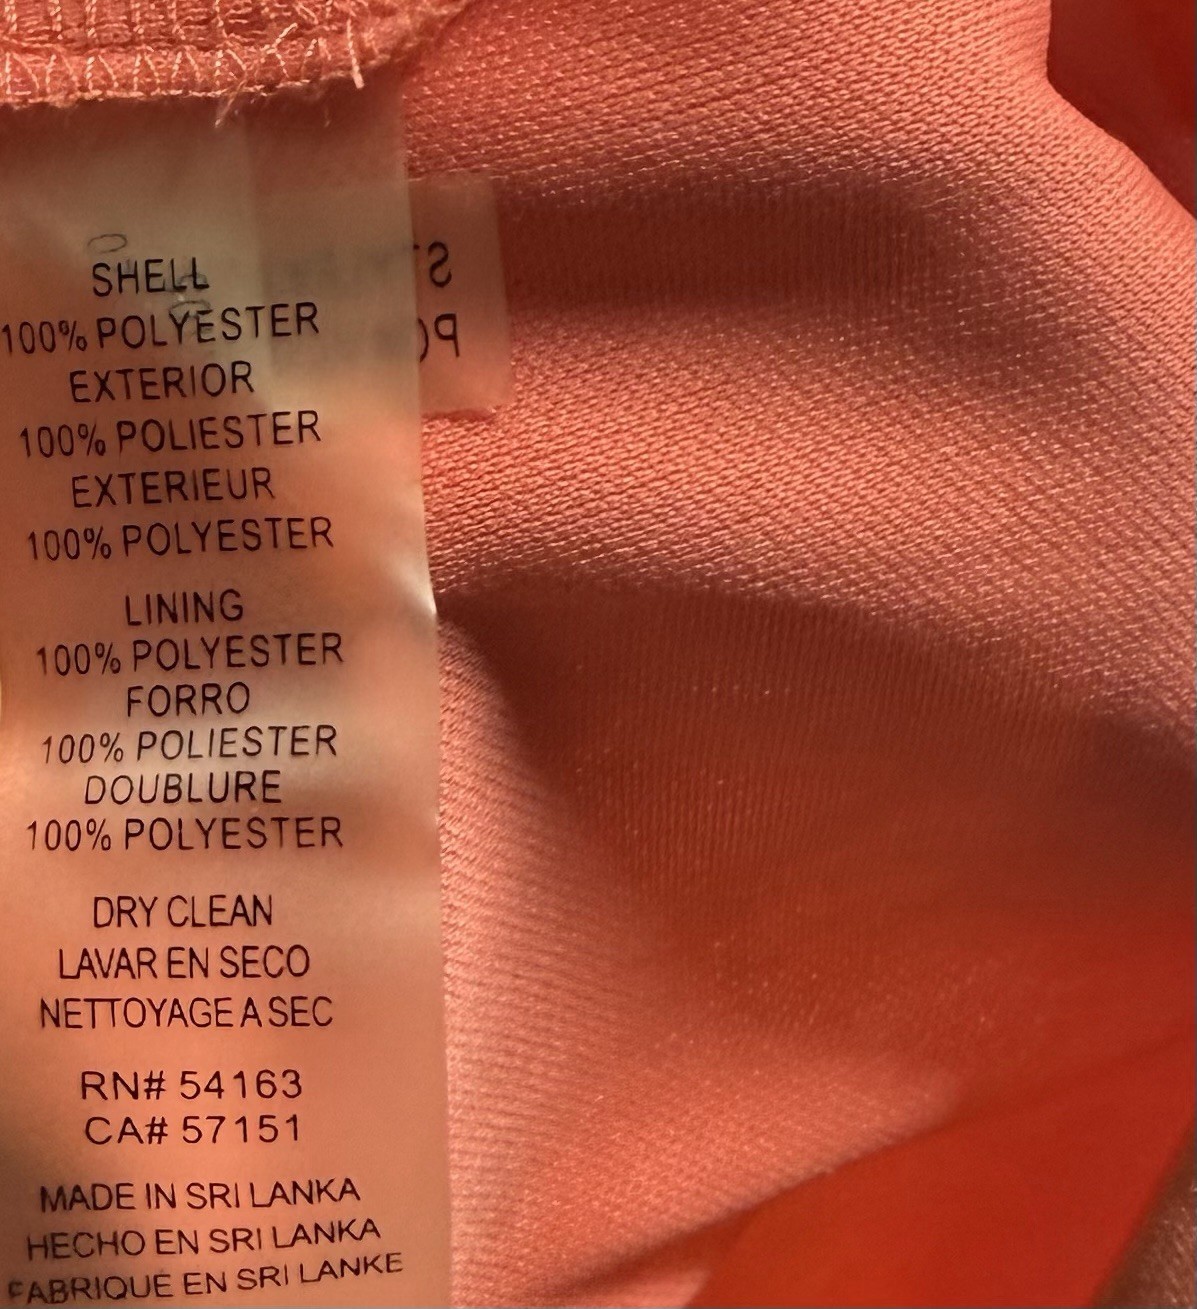 SHELL
100% POLYESTER
EXTERIOR
100% POLIESTER
EXTERIEUR
100% POLYESTER
LINING
100% POLYESTER
FORRO
100% POLIESTER
DOUBLURE
100% POLYESTER
DRY CLEAN
LAVAR EN SECO
NETTOYAGE A SEC
RN# 54163
CA# 57151
MADE IN SRI LANKA
HECHO EN SRI LANKA
FABRIQUE EN SRI LANKE